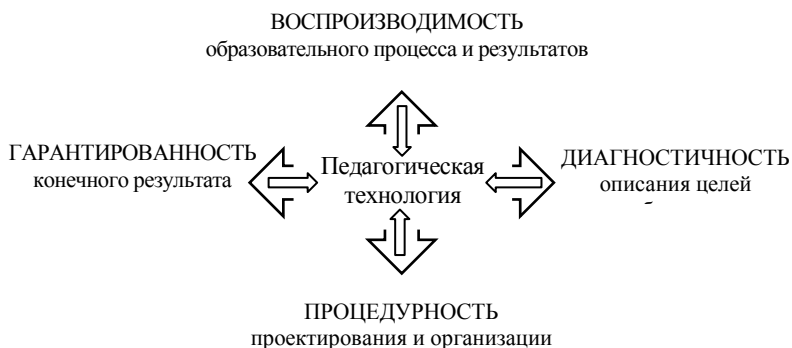 ВОСПРОИЗВОДИМОСТЬ
образовательного процесса и результатов
ГАРАНТИРОВАННОСТЬ
конечного результата
Педагогическая
технология
ДИАГНОСТИЧНОСТЬ
описания целей
ПРОЦЕДУРНОСТЬ
проектирования и организации